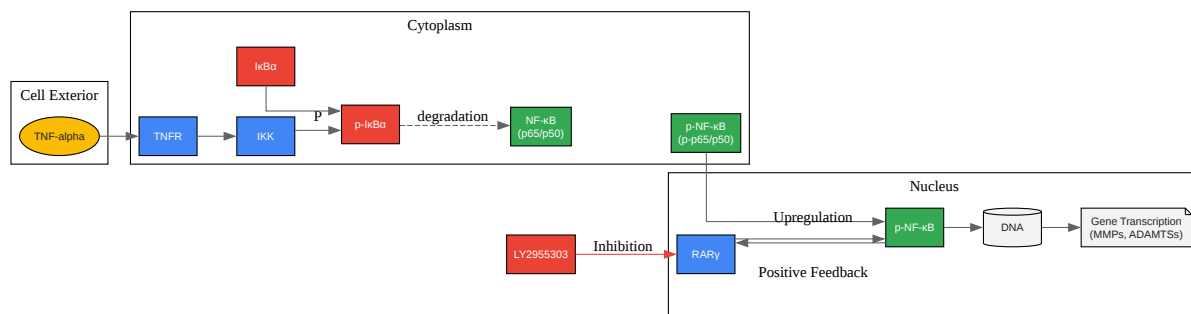 Cytoplasm
IκBα
Cell Exterior
TNF-alpha
TNFR
IKK
P
p-IκBα
degradation
NF-κB
(p65/p50)
p-NF-κB
(p-p65/p50)
Nucleus
Upregulation
p-NF-κB
DNA
Gene Transcription
(MMPs, ADAMTSs)
LY2955303
Inhibition
RARγ
Positive Feedback